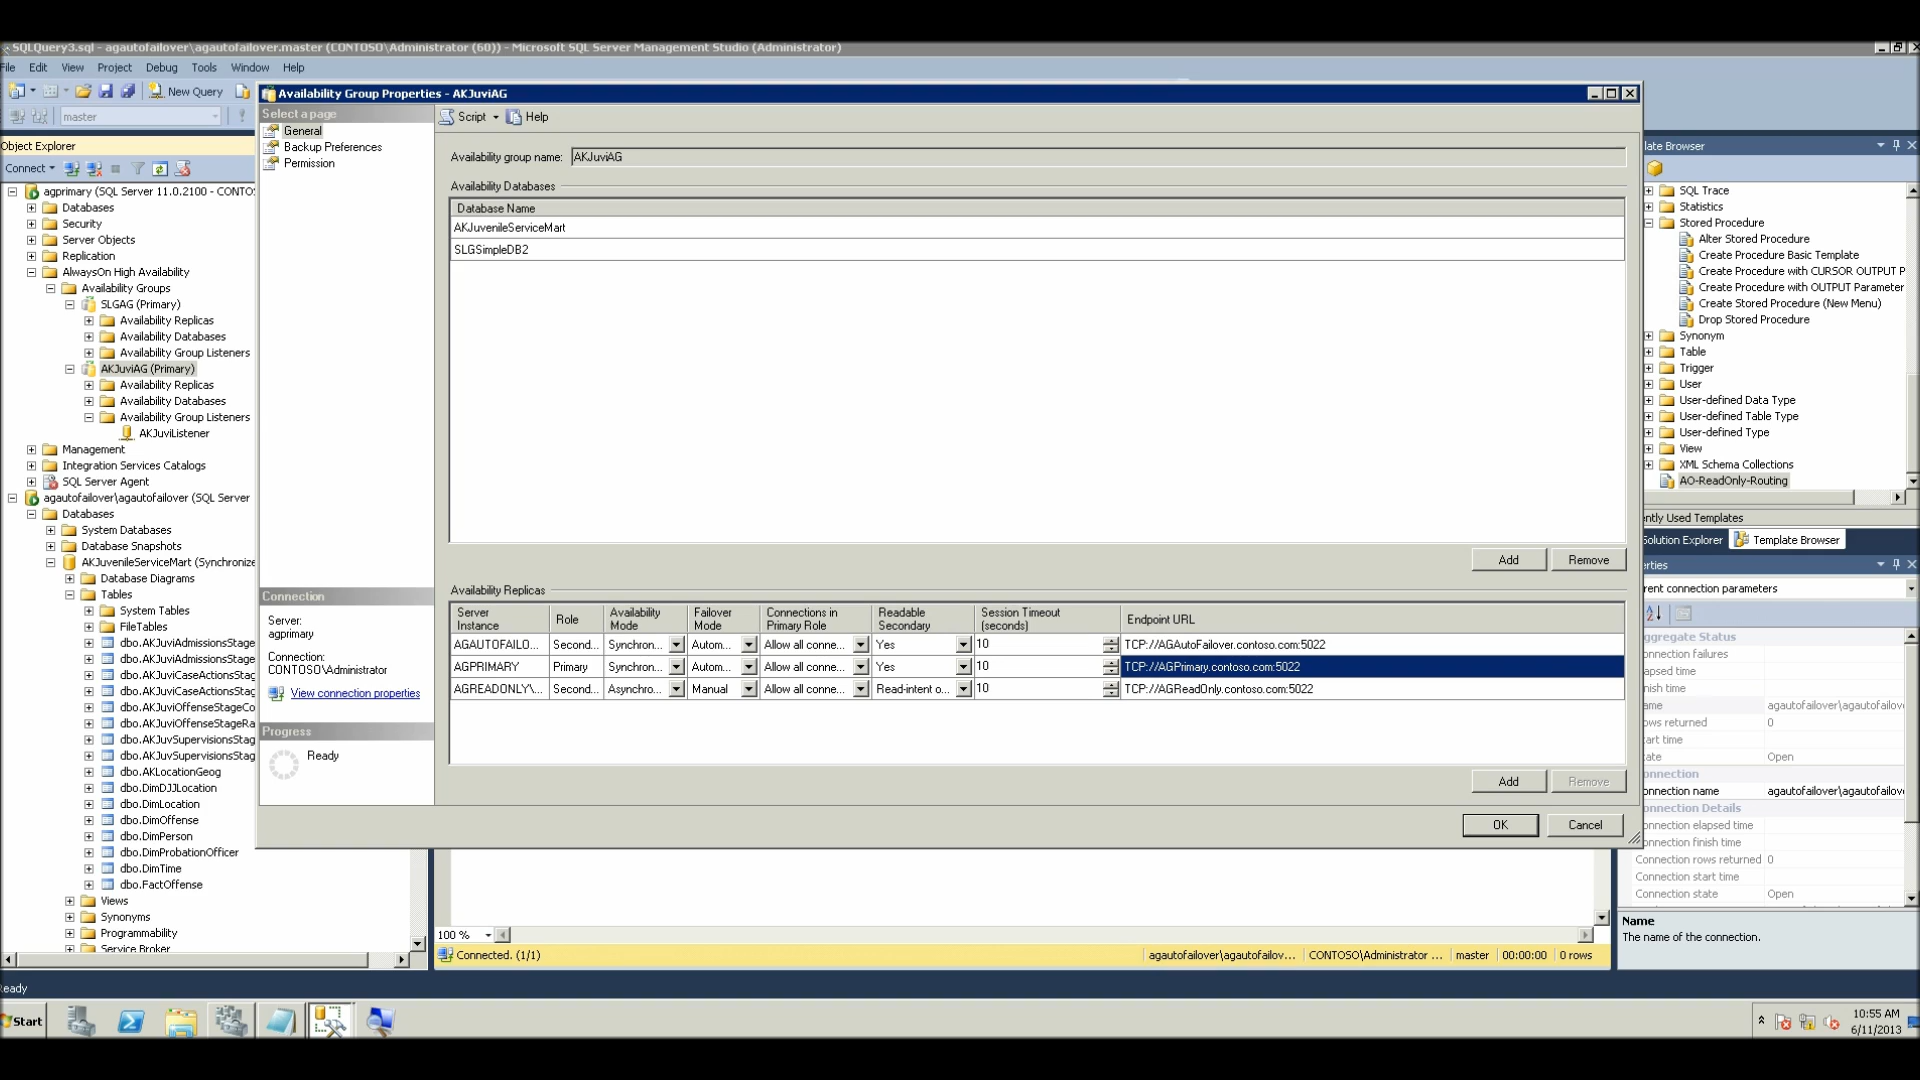 SQLQuery3.sql - agautofailover\agautofailover.master (CONTOSO\Administrator (60)) - Microsoft SQL Server Management Studio (Administrator)
File Edit View Project Debug Tools Window Help
New Query
master
Object Explorer
Connect
agprimary (SQL Server 11.0.2100 - CONTO
Databases
Security
Server Objects
Replication
AlwaysOn High Availability
Availability Groups
SLGAG (Primary)
Availability Replicas
Availability Databases
Availability Group Listeners
AKJuviAG (Primary)
Availability Replicas
Availability Databases
Availability Group Listeners
AKJuviListener
Management
Integration Services Catalogs
SQL Server Agent
agautofailover\agautofailover (SQL Server
Databases
System Databases
Database Snapshots
AKJuvenileServiceMart (Synchronize
Database Diagrams
Tables
System Tables
FileTables
dbo.AKJuviAdmissionsStage
dbo.AKJuviAdmissionsStage
dbo.AKJuviCaseActionsStage
dbo.AKJuviCaseActionsStage
dbo.AKJuviOffenseStageCo
dbo.AKJuviOffenseStageRa
dbo.AKJuvSupervisionsStag
dbo.AKJuvSupervisionsStag
dbo.AKLocationGeog
dbo.DimDJJLocation
dbo.DimLocation
dbo.DimOffense
dbo.DimPerson
dbo.DimProbationOfficer
dbo.DimTime
dbo.FactOffense
Views
Synonyms
Programmability
Service Broker
Availability Group Properties - AKJuviAG
Select a page
General
Backup Preferences
Permission
Connection
Server:
agprimary
Connection:
CONTOSO\Administrator
View connection properties
Progress
Ready
Script Help
Availability group name: AKJuviAG
Availability Databases
Database Name
AKJuvenileServiceMart
SLGSimpleDB2
Add Remove
Availability Replicas
Server Instance Role Availability Mode Failover Mode Connections in Primary Role Readable Secondary Session Timeout (seconds) Endpoint URL
AGAUTOFAILO... Second... Synchron... Autom... Allow all conne... Yes 10 TCP://AGAutoFailover.contoso.com:5022
AGPRIMARY Primary Synchron... Autom... Allow all conne... Yes 10 TCP://AGPrimary.contoso.com:5022
AGREADONLY\... Second... Asynchro... Manual Allow all conne... Read-intent o... 10 TCP://AGReadOnly.contoso.com:5022
Add Remove
OK Cancel
100 %
Connected. (1/1) agautofailover\agautofailov... CONTOSO\Administrator ... master 00:00:00 0 rows
late Browser
SQL Trace
Statistics
Stored Procedure
Alter Stored Procedure
Create Procedure Basic Template
Create Procedure with CURSOR OUTPUT P
Create Procedure with OUTPUT Parameter
Create Stored Procedure (New Menu)
Drop Stored Procedure
Synonym
Table
Trigger
User
User-defined Data Type
User-defined Table Type
User-defined Type
View
XML Schema Collections
AO-ReadOnly-Routing
ently Used Templates
Solution Explorer Template Browser
erties
rent connection parameters
ggregate Status
onnection failures
lapsed time
inish time
ame agautofailover\agautofailov
ows returned 0
tart time
tate Open
onnection
onnection name agautofailover\agautofailov
onnection Details
onnection elapsed time
onnection finish time
Connection rows returned 0
Connection start time
Connection state Open
Name
The name of the connection.
eady
Start
10:55 AM
6/11/2013